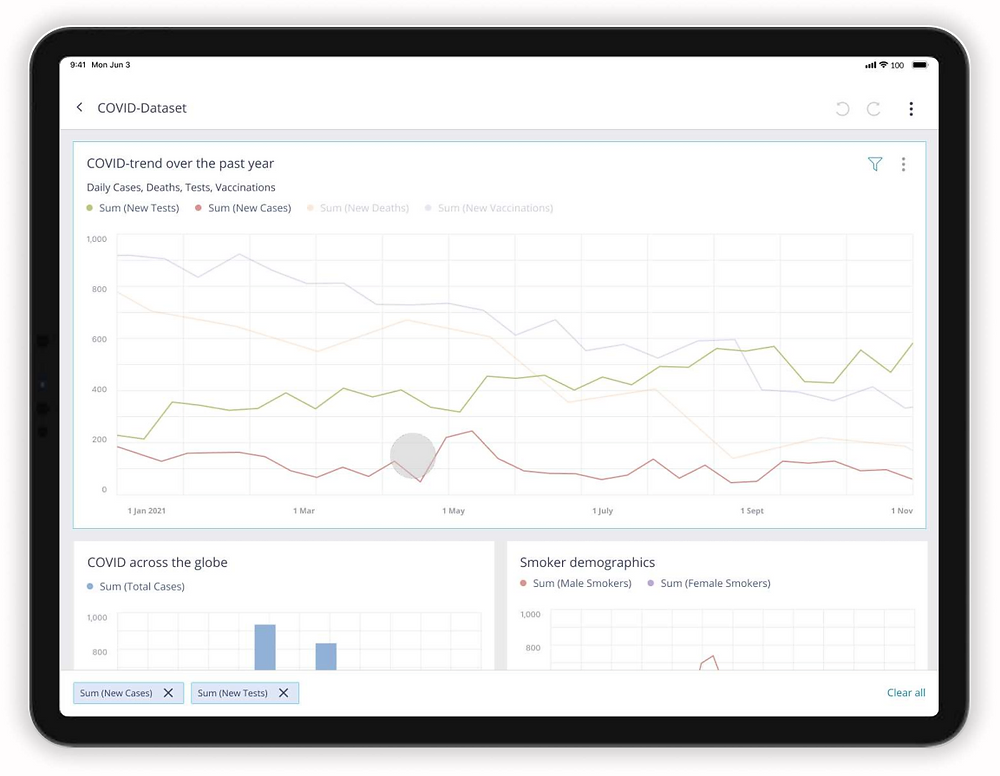 9:41 Mon Jun 3 100
COVID-Dataset
COVID-trend over the past year
Daily Cases, Deaths, Tests, Vaccinations
Sum (New Tests) Sum (New Cases) Sum (New Deaths) Sum (New Vaccinations)
1,000
800
600
400
200
0
1 Jan 2021 1 Mar 1 May 1 July 1 Sept 1 Nov
COVID across the globe
Sum (Total Cases)
1,000
800
Smoker demographics
Sum (Male Smokers) Sum (Female Smokers)
1,000
800
Sum (New Cases) Sum (New Tests) Clear all